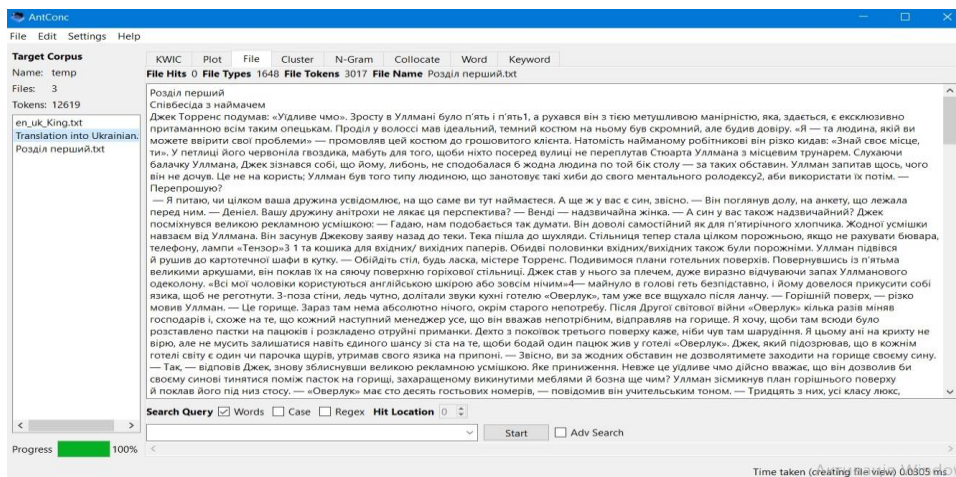 AntConc
File Edit Settings Help
Target Corpus
Name: temp
Files: 3
Tokens: 12619
en_uk_King.txt
Translation into Ukrainian.
Розділ перший.txt
Progress 100%
KWIC Plot File Cluster N-Gram Collocate Word Keyword
File Hits 0 File Types 1648 File Tokens 3017 File Name Розділ перший.txt
Розділ перший
Співбесіда з наймачем
Джек Торренс подумав: «Уїдливе чмо». Зросту в Уллмані було п'ять і п'ять1, а рухався він з тією метушливою манірністю, яка, здається, є ексклюзивно
притаманною всім таким опецькам. Проділ у волоссі мав ідеальний, темний костюм на ньому був скромний, але будив довіру. «Я — та людина, якій ви
можете ввірити свої проблеми» — промовляв цей костюм до грошовитого клієнта. Натомість найманому робітникові він різко кидав: «Знай своє місце,
ти». У петлиці його червоніла гвоздика, мабуть для того, щоби ніхто посеред вулиці не переплутав Стюарта Уллмана з місцевим трунарем. Слухаючи
балачку Уллмана, Джек зізнався собі, що йому, либонь, не сподобалася б жодна людина по той бік столу — за таких обставин. Уллман запитав щось, чого
він не дочув. Це не на користь; Уллман був того типу людиною, що занотовує такі хиби до свого ментального ролодексу2, аби використати їх потім. —
Перепрошую?
— Я питаю, чи цілком ваша дружина усвідомлює, на що саме ви тут наймаєтеся. А ще ж у вас є син, звісно. — Він поглянув долу, на анкету, що лежала
перед ним. — Деніел. Вашу дружину анітрохи не лякає ця перспектива? — Венді — надзвичайна жінка. — А син у вас також надзвичайний? Джек
посміхнувся великою рекламною усмішкою: — Гадаю, нам подобається так думати. Він доволі самостійний як для п'ятирічного хлопчика. Жодної усмішки
навзаєм від Уллмана. Він засунув Джекову заяву назад до теки. Тека пішла до шухляди. Стільниця тепер стала цілком порожньою, якщо не рахувати бювара,
телефону, лампи «Тензор»3 1 та кошика для вхідних/ вихідних паперів. Обидві половинки вхідних/вихідних також були порожніми. Уллман підвівся
й рушив до картотечної шафи в кутку. — Обійдіть стіл, будь ласка, містере Торренс. Подивимося плани готельних поверхів. Повернувшись із п'ятьма
великими аркушами, він поклав їх на сяючу поверхню горіхової стільниці. Джек став у нього за плечем, дуже виразно відчуваючи запах Уллманового
одеколону. «Всі мої чоловіки користуються англійською шкірою або зовсім нічим»4— майнуло в голові геть безпідставно, і йому довелося прикусити собі
язика, щоб не реготнути. З-поза стіни, ледь чутно, долітали звуки кухні готелю «Оверлук», там уже все вщухало після ланчу. — Горішній поверх, — різко
мовив Уллман. — Це горище. Зараз там нема абсолютно нічого, окрім старого непотребу. Після Другої світової війни «Оверлук» кілька разів міняв
господарів і, схоже на те, що кожний наступний менеджер усе, що він вважав непотрібним, відправляв на горище. Я хочу, щоби там всюди було
розставлено пастки на пацюків і розкладено отруйні приманки. Дехто з покоївок третього поверху каже, ніби чув там шарудіння. Я цьому ані на крихту не
вірю, але не мусить залишатися навіть єдиного шансу зі ста на те, щоби бодай один пацюк жив у готелі «Оверлук». Джек, який підозрював, що в кожнім
готелі світу є один чи парочка щурів, утримав свого язика на припоні. — Звісно, ви за жодних обставин не дозволятимете заходити на горище своєму сину.
— Так, — відповів Джек, знову зблиснувши великою рекламною усмішкою. Яке приниження. Невже це уїдливе чмо дійсно вважає, що він дозволив би
своєму синові тинятися поміж пасток на горищі, захаращеному викинутими меблями й бозна ще чим? Уллман зісмикнув план горішнього поверху
й поклав його під низ стосу. — «Оверлук» має сто десять гостьових номерів, — повідомив він учительським тоном. — Тридцять з них, усі класу люкс,
Search Query Words Case Regex Hit Location 0
Start Adv Search
Time taken (creating file view) 0.0305 ms